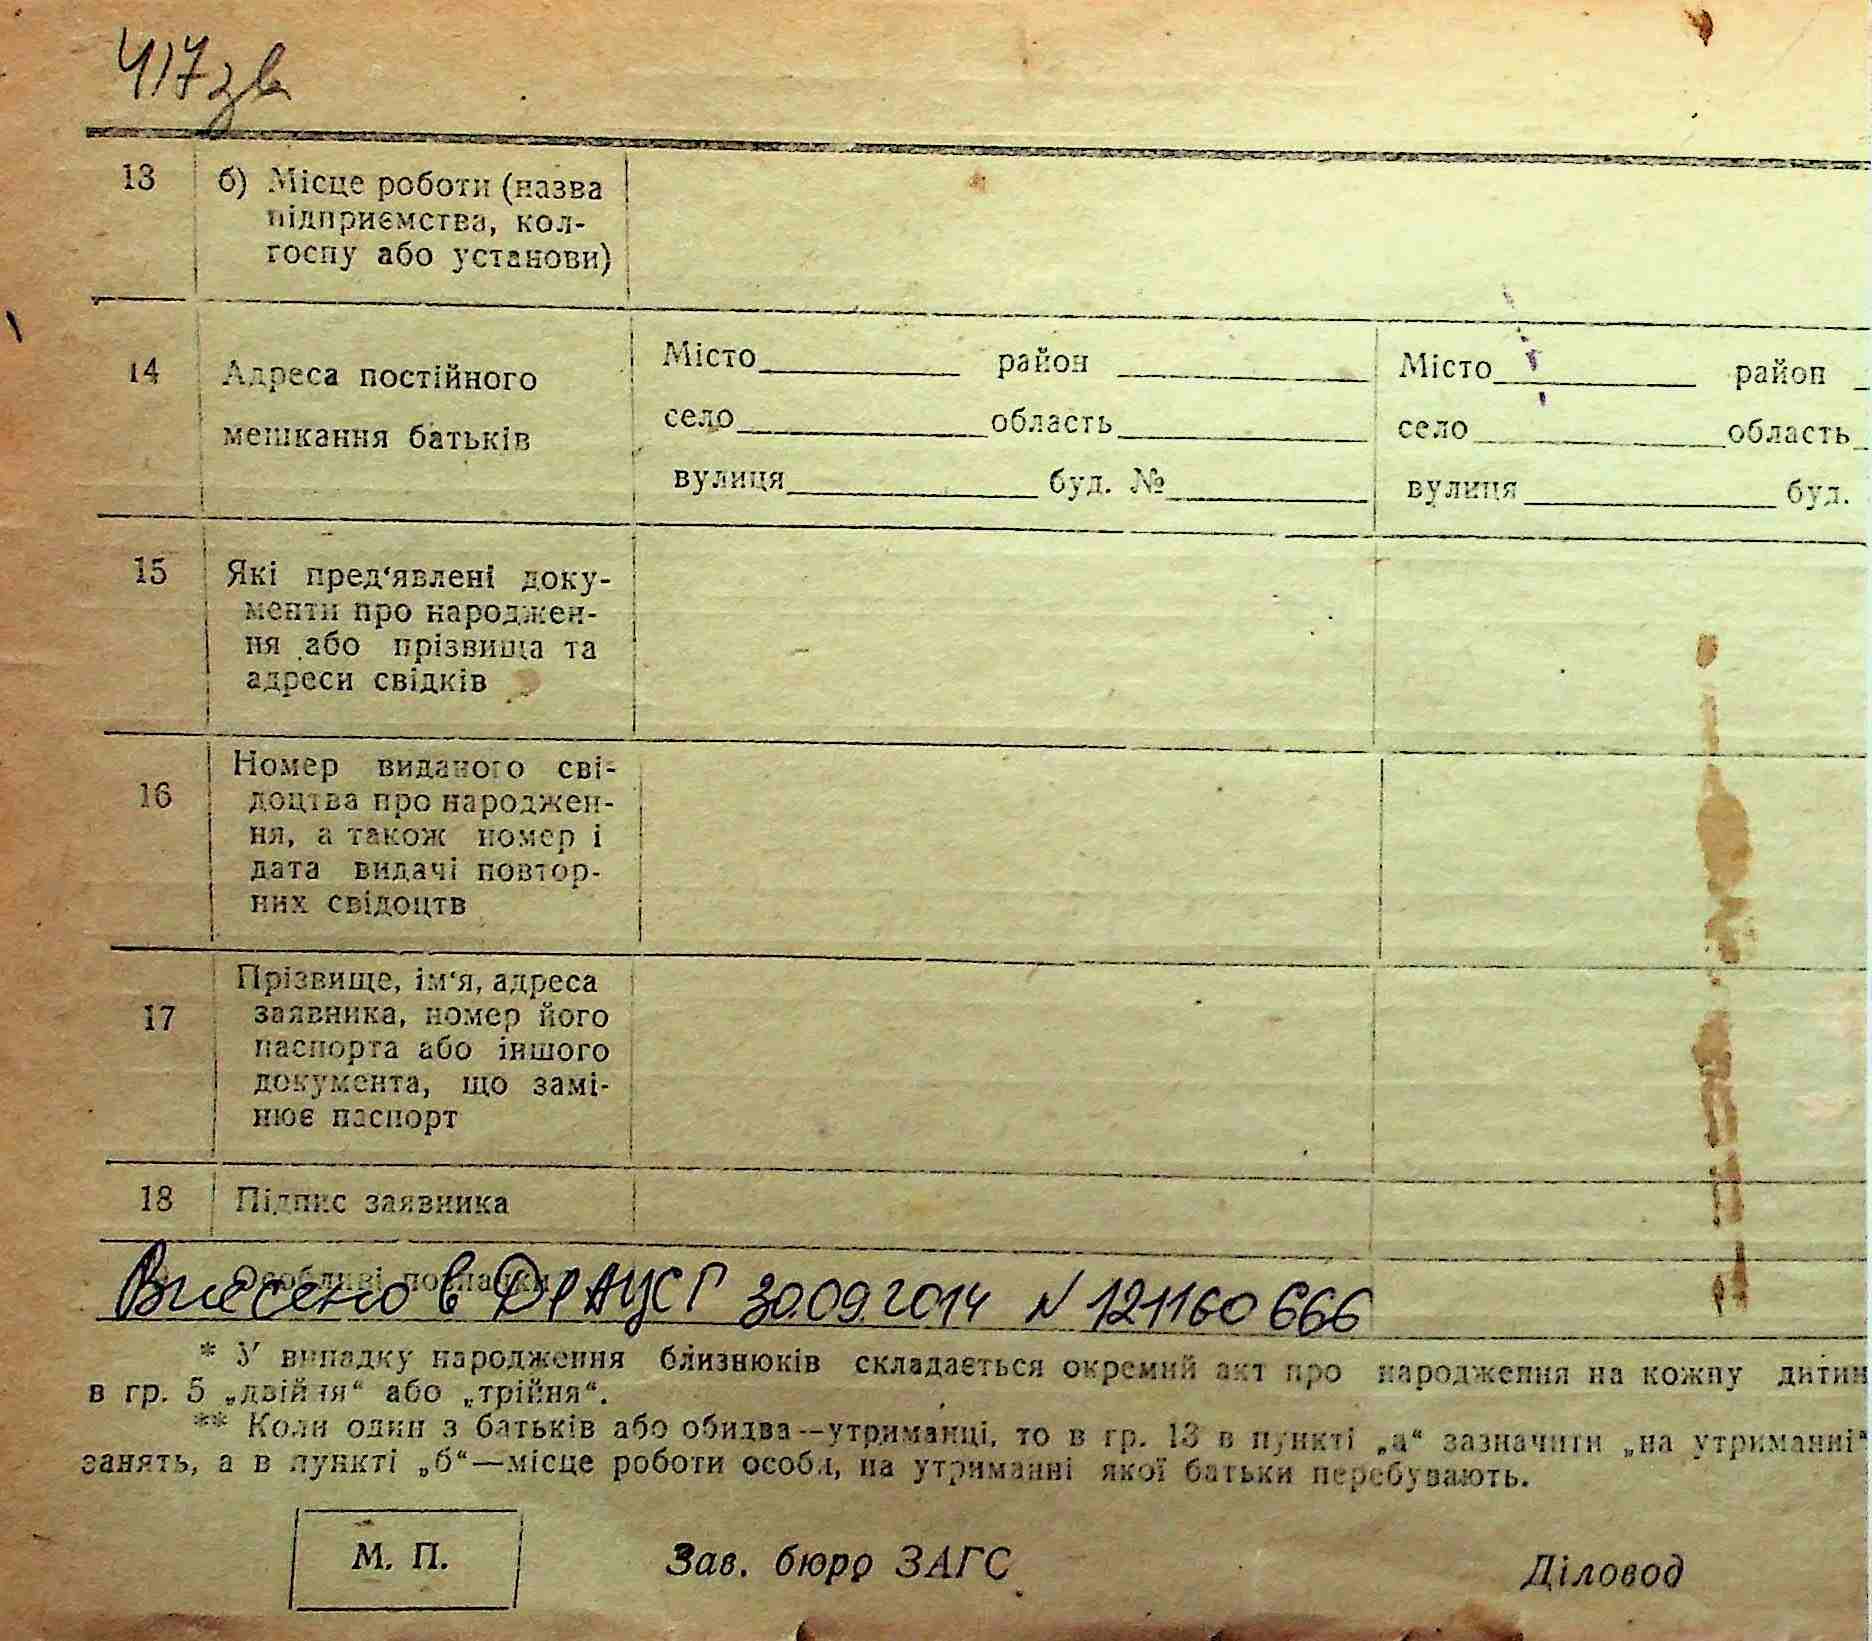 417зв
13 б) Місце роботи (назва
підприємства, кол-
госпу або установи)
14 Адреса постійного
мешкання батьків
Місто район
село область
вулиця буд. №
Місто район
село область
вулиця буд.
15 Які пред‘явлені доку-
менти про народжен-
ня або прізвища та
адреси свідків
16 Номер виданого сві-
доцтва про народжен-
ня, а також номер і
дата видачі повтор-
них свідоцтв
17 Прізвище, ім‘я, адреса
заявника, номер його
паспорта або іншого
документа, що замі-
нює паспорт
18 Підпис заявника
Особливі познаки
Внесено в ДРАЦСГ 30.09.2014 N 121160666
* У випадку народження близнюків складається окремий акт про народження на кожну дитин
в гр. 5 „двійня“ або „трійня“.
** Коли один з батьків або обидва—утриманці, то в гр. 13 в пункті „а“ зазначити „на утриманні“
занять, а в пункті „б“—місце роботи особи, на утриманні якої батьки перебувають.
М. П. Зав. бюро ЗАГС Діловод